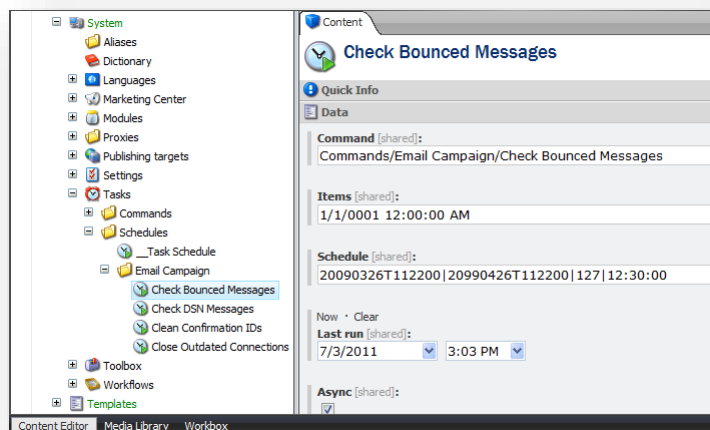 System
Aliases
Dictionary
Languages
Marketing Center
Modules
Proxies
Publishing targets
Settings
Tasks
Commands
Schedules
__Task Schedule
Email Campaign
Check Bounced Messages
Check DSN Messages
Clean Confirmation IDs
Close Outdated Connections
Toolbox
Workflows
Templates
Content
Check Bounced Messages
Quick Info
Data
Command [shared]:
Commands/Email Campaign/Check Bounced Messages
Items [shared]:
1/1/0001 12:00:00 AM
Schedule [shared]:
20090326T112200|20990426T112200|127|12:30:00
Now · Clear
Last run [shared]:
7/3/2011 3:03 PM
Async [shared]:
Content Editor Media Library Workbox